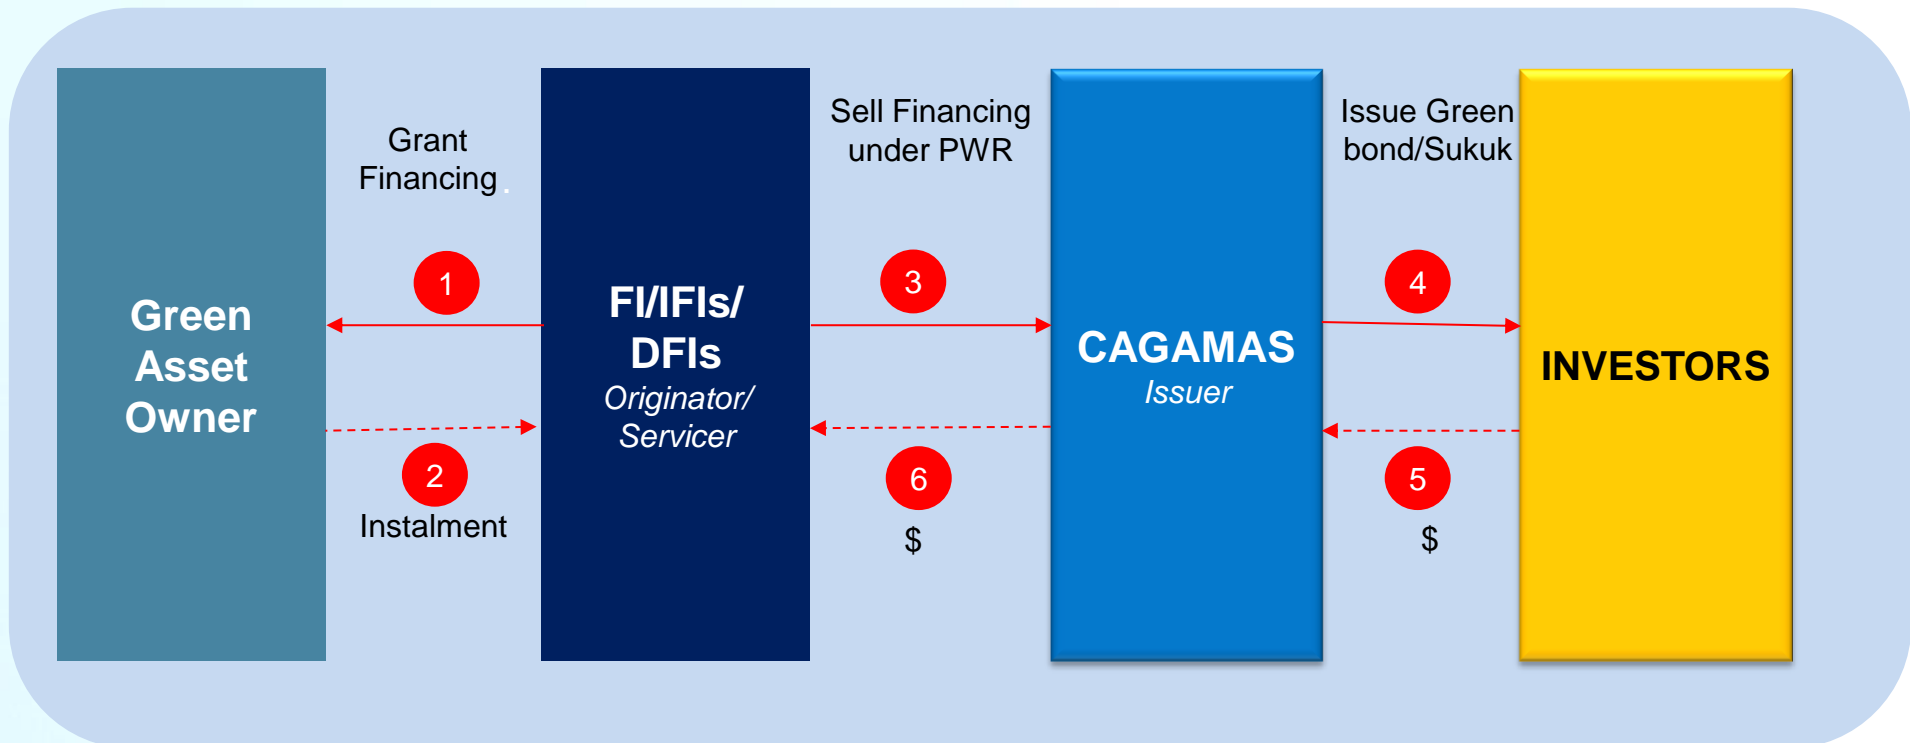 Green
Asset
Owner
Grant
Financing .
1
2
Instalment
FI/IFIs/
DFIs
Originator/
Servicer
Sell Financing
under PWR
3
6
$
CAGAMAS
Issuer
Issue Green
bond/Sukuk
4
5
$
INVESTORS